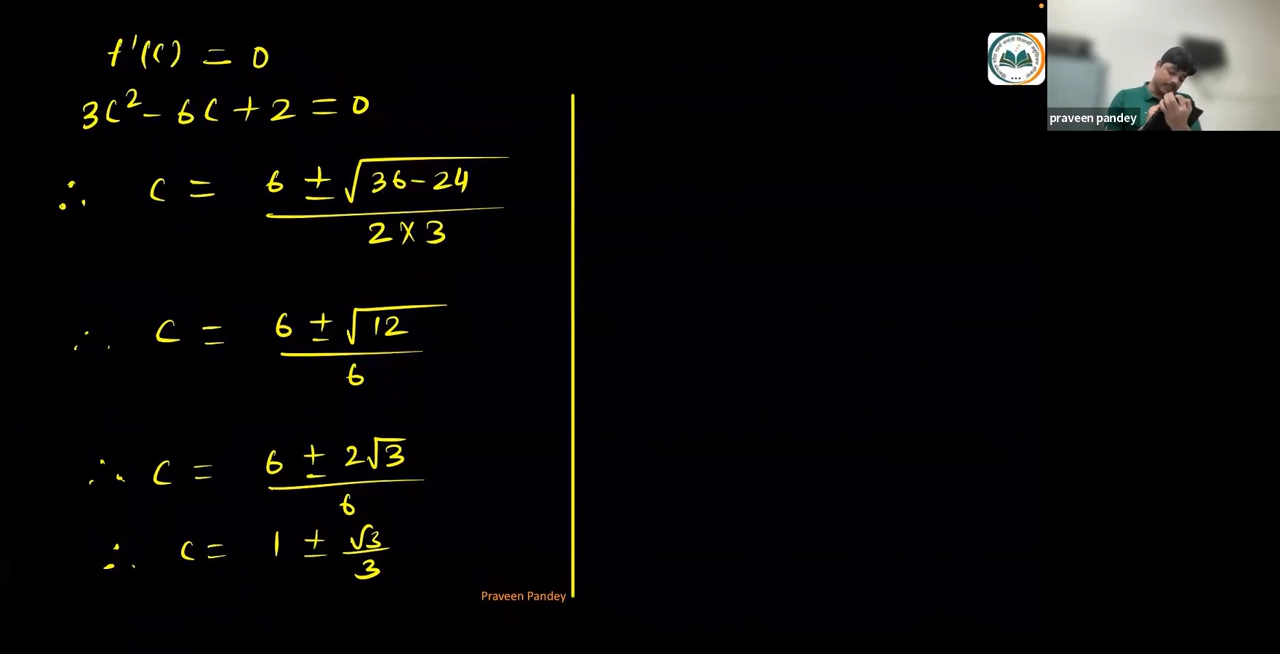 f'(c) = 0
3c² - 6c + 2 = 0
∴ c = (6 ± √(36-24)) / (2×3)
∴ c = (6 ± √12) / 6
∴ c = (6 ± 2√3) / 6
∴ c = 1 ± √3/3
Praveen Pandey
praveen pandey